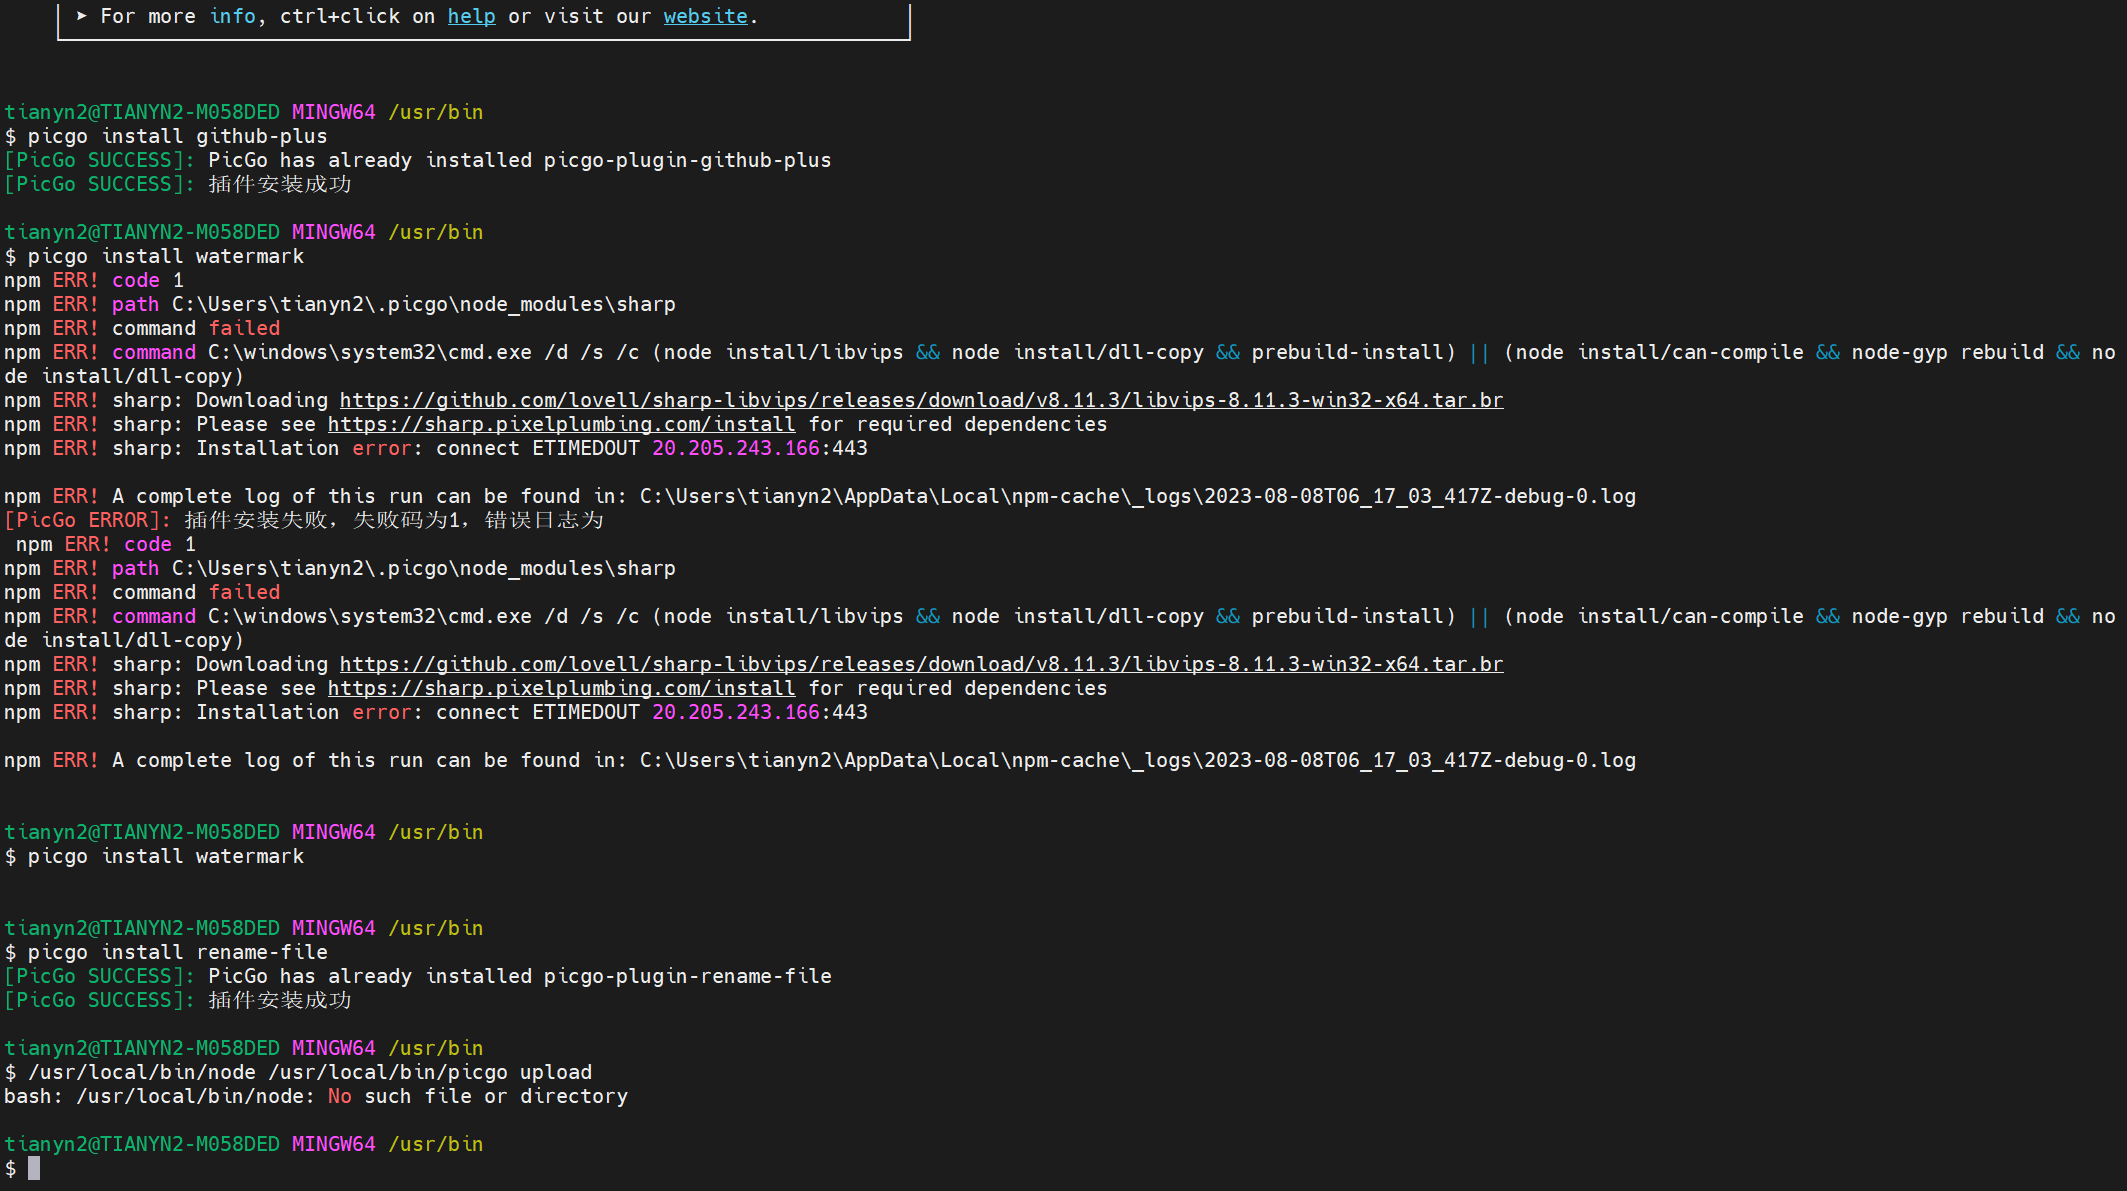 ➤ For more info, ctrl+click on help or visit our website.
tianyn2@TIANYN2-M058DED MINGW64 /usr/bin
$ picgo install github-plus
[PicGo SUCCESS]: PicGo has already installed picgo-plugin-github-plus
[PicGo SUCCESS]: 插件安装成功
tianyn2@TIANYN2-M058DED MINGW64 /usr/bin
$ picgo install watermark
npm ERR! code 1
npm ERR! path C:\Users\tianyn2\.picgo\node_modules\sharp
npm ERR! command failed
npm ERR! command C:\windows\system32\cmd.exe /d /s /c (node install/libvips && node install/dll-copy && prebuild-install) || (node install/can-compile && node-gyp rebuild && no
de install/dll-copy)
npm ERR! sharp: Downloading https://github.com/lovell/sharp-libvips/releases/download/v8.11.3/libvips-8.11.3-win32-x64.tar.br
npm ERR! sharp: Please see https://sharp.pixelplumbing.com/install for required dependencies
npm ERR! sharp: Installation error: connect ETIMEDOUT 20.205.243.166:443
npm ERR! A complete log of this run can be found in: C:\Users\tianyn2\AppData\Local\npm-cache\_logs\2023-08-08T06_17_03_417Z-debug-0.log
[PicGo ERROR]: 插件安装失败，失败码为1，错误日志为
npm ERR! code 1
npm ERR! path C:\Users\tianyn2\.picgo\node_modules\sharp
npm ERR! command failed
npm ERR! command C:\windows\system32\cmd.exe /d /s /c (node install/libvips && node install/dll-copy && prebuild-install) || (node install/can-compile && node-gyp rebuild && no
de install/dll-copy)
npm ERR! sharp: Downloading https://github.com/lovell/sharp-libvips/releases/download/v8.11.3/libvips-8.11.3-win32-x64.tar.br
npm ERR! sharp: Please see https://sharp.pixelplumbing.com/install for required dependencies
npm ERR! sharp: Installation error: connect ETIMEDOUT 20.205.243.166:443
npm ERR! A complete log of this run can be found in: C:\Users\tianyn2\AppData\Local\npm-cache\_logs\2023-08-08T06_17_03_417Z-debug-0.log
tianyn2@TIANYN2-M058DED MINGW64 /usr/bin
$ picgo install watermark
tianyn2@TIANYN2-M058DED MINGW64 /usr/bin
$ picgo install rename-file
[PicGo SUCCESS]: PicGo has already installed picgo-plugin-rename-file
[PicGo SUCCESS]: 插件安装成功
tianyn2@TIANYN2-M058DED MINGW64 /usr/bin
$ /usr/local/bin/node /usr/local/bin/picgo upload
bash: /usr/local/bin/node: No such file or directory
tianyn2@TIANYN2-M058DED MINGW64 /usr/bin
$